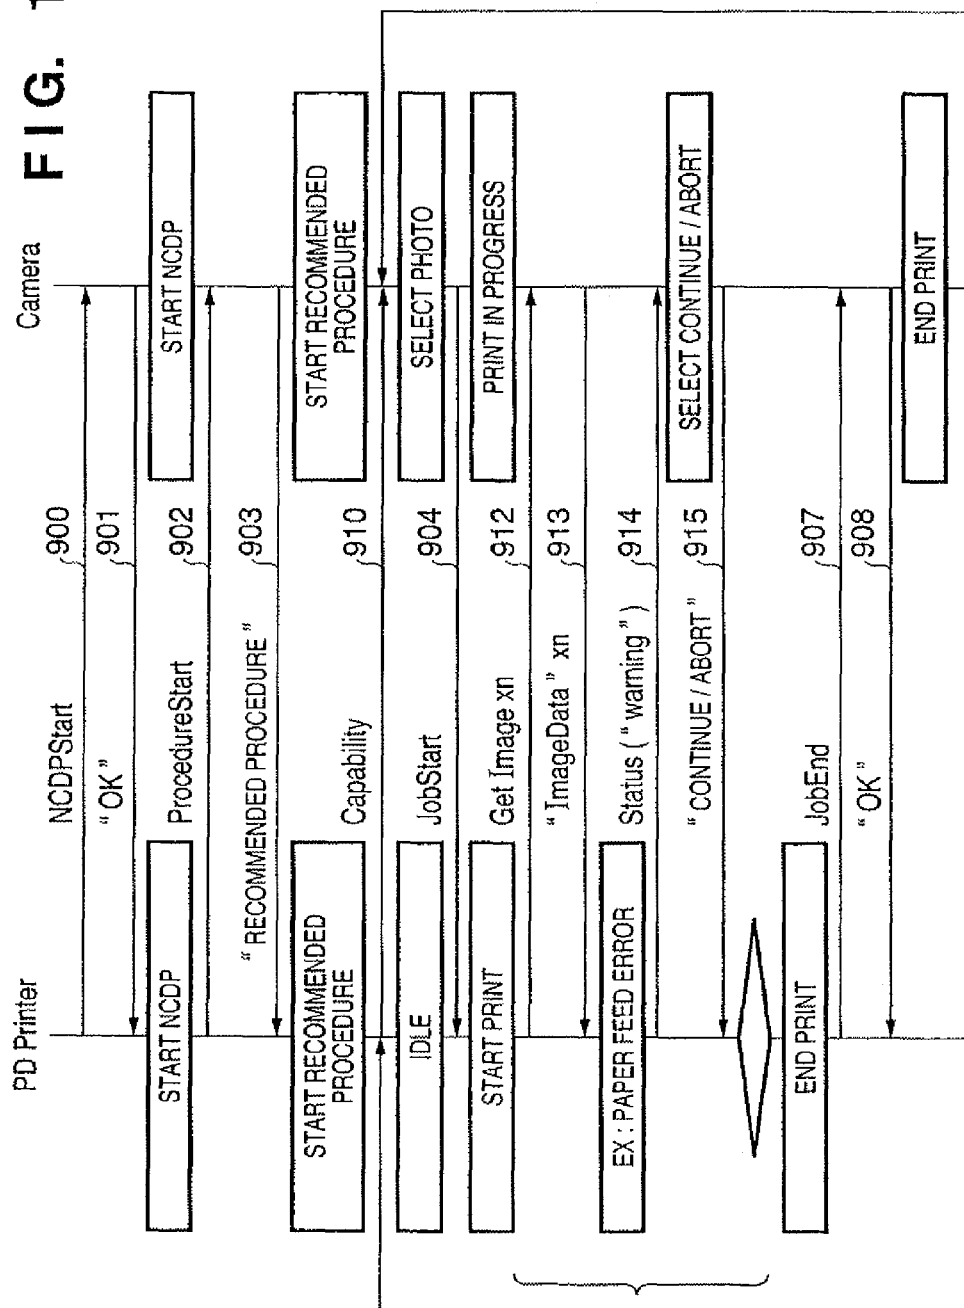 FIG. 1
PD Printer
Camera
NCDPStart
900
"OK"
901
START NCDP
START NCDP
ProcedureStart
902
"RECOMMENDED PROCEDURE"
903
START RECOMMENDED
PROCEDURE
START RECOMMENDED
PROCEDURE
Capability
910
IDLE
SELECT PHOTO
JobStart
904
START PRINT
PRINT IN PROGRESS
Get Image xn
912
"ImageData" xn
913
EX : PAPER FEED ERROR
Status ( "warning" )
914
SELECT CONTINUE / ABORT
"CONTINUE / ABORT"
915
END PRINT
JobEnd
907
"OK"
908
END PRINT